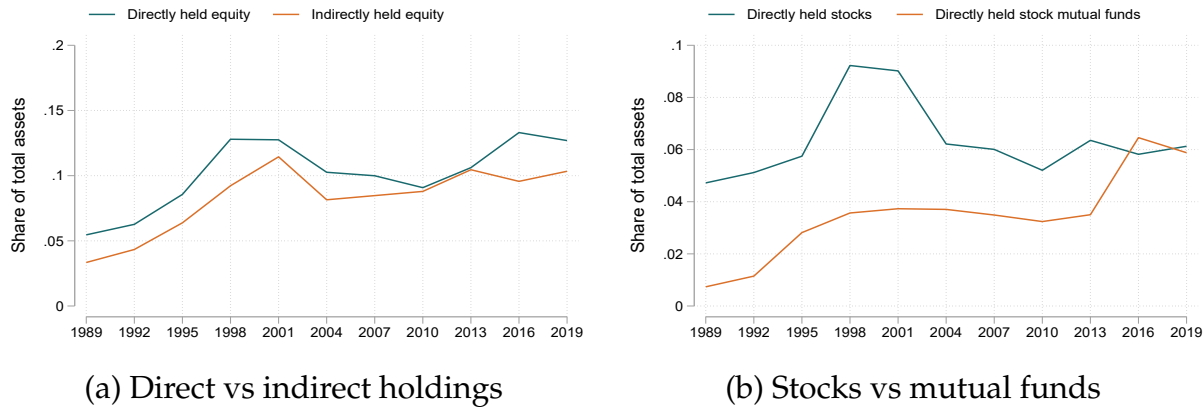 Directly held equity Indirectly held equity
Share of total assets
.2
.15
.1
.05
0
1989 1992 1995 1998 2001 2004 2007 2010 2013 2016 2019
(a) Direct vs indirect holdings
Directly held stocks Directly held stock mutual funds
Share of total assets
.1
.08
.06
.04
.02
0
1989 1992 1995 1998 2001 2004 2007 2010 2013 2016 2019
(b) Stocks vs mutual funds